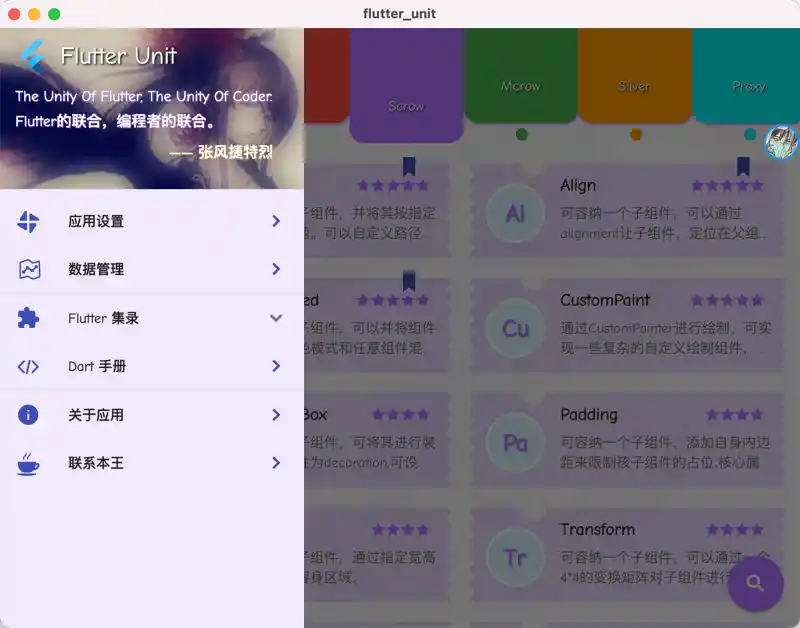 flutter_unit
Flutter Unit
The Unity Of Flutter, The Unity Of Coder.
Flutter的联合，编程者的联合。
—— 张风捷特烈
应用设置
数据管理
Flutter 集录
Dart 手册
关于应用
联系本王
Scrow
Mcrow
Sliver
Proxy
子组件，并将其按指定
。可以自定义路径...
Align
可容纳一个子组件，可以通过
alignment让子组件，定位在父组...
ed
子组件，可以并将组件
色模式和任意组件混...
Cu
CustomPaint
通过CustomPainter进行绘制，可实
现一些复杂的自定义绘制组件，...
Box
子组件，可将其进行装
性为decoration,可设
Pa
Padding
可容纳一个子组件、添加自身内边
距来限制孩子组件的占位,核心属
子组件，通过指定宽高
身区域。
Tr
Transform
可容纳一个子组件，可以通过一个
4*4的变换矩阵对子组件进行
Al